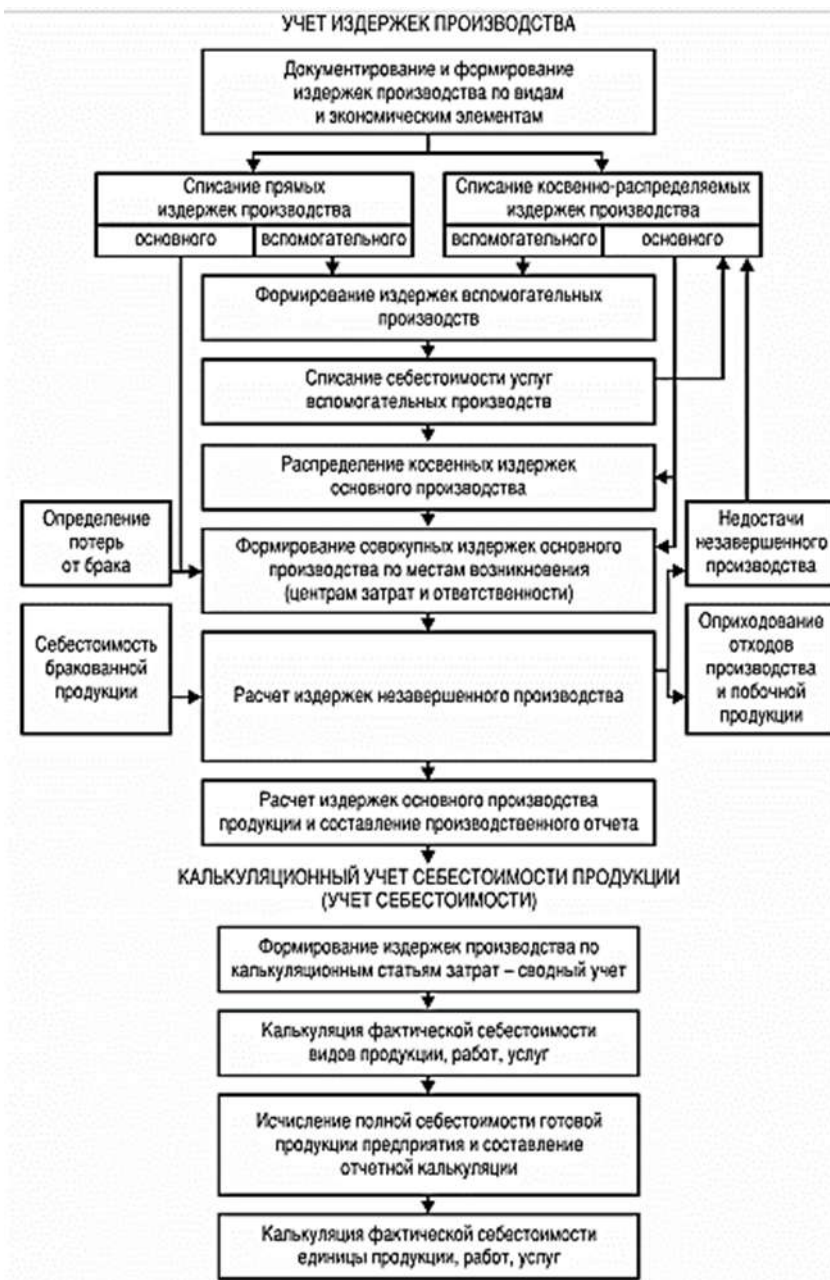 УЧЕТ ИЗДЕРЖЕК ПРОИЗВОДСТВА
Документирование и формирование
издержек производства по видам
и экономическим элементам
Списание прямых
издержек производства
основного
вспомогательного
Списание косвенно-распределяемых
издержек производства
вспомогательного
основного
Формирование издержек вспомогательных
производств
Списание себестоимости услуг
вспомогательных производств
Распределение косвенных издержек
основного производства
Определение
потерь
от брака
Формирование совокупных издержек основного
производства по местам возникновения
(центрам затрат и ответственности)
Недостачи
незавершенного
производства
Себестоимость
бракованной
продукции
Расчет издержек незавершенного производства
Оприходование
отходов
производства
и побочной
продукции
Расчет издержек основного производства
продукции и составление производственного отчета
КАЛЬКУЛЯЦИОННЫЙ УЧЕТ СЕБЕСТОИМОСТИ ПРОДУКЦИИ
(УЧЕТ СЕБЕСТОИМОСТИ)
Формирование издержек производства по
калькуляционным статьям затрат – сводный учет
Калькуляция фактической себестоимости
видов продукции, работ, услуг
Исчисление полной себестоимости готовой
продукции предприятия и составление
отчетной калькуляции
Калькуляция фактической себестоимости
единицы продукции, работ, услуг